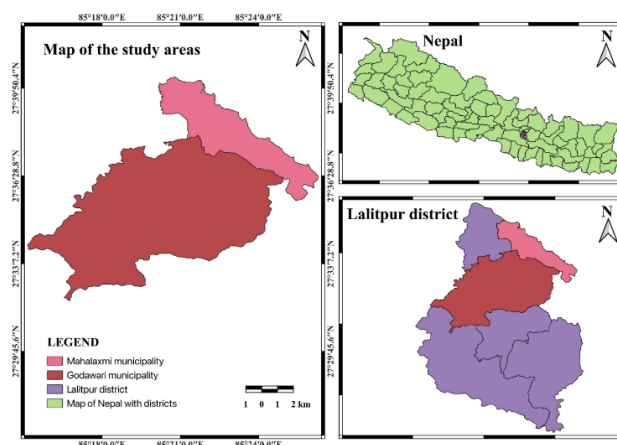 85°18'0.0"E 85°21'0.0"E 85°24'0.0"E
Map of the study areas
N
27°39'50.4"N
27°39'50.4"N
27°36'28.8"N
27°36'28.8"N
27°33'7.2"N
27°33'7.2"N
27°29'45.6"N
27°29'45.6"N
LEGEND
Mahalaxmi municipality
Godawari municipality
Lalitpur district
Map of Nepal with districts
1 0 1 2 km
85°18'0.0"E 85°21'0.0"E 85°24'0.0"E
Nepal
N
Lalitpur district
N